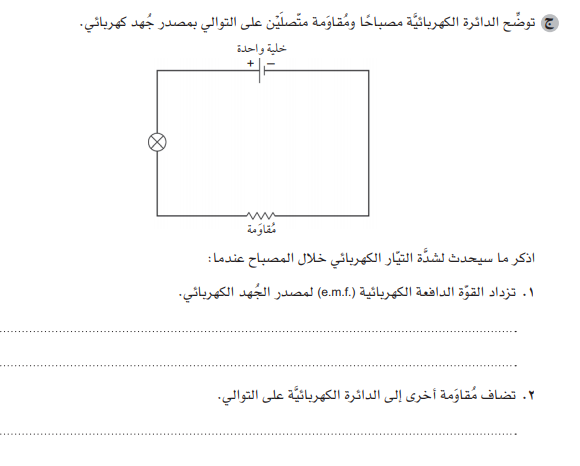 ج توضِّح الدائرة الكهربائيَّة مصباحًا ومُقاوَمة متّصلَيْن على التوالي بمصدر جُهد كهربائي.
خلية واحدة
+ −
مُقاوَمة
اذكر ما سيحدث لشدَّة التيّار الكهربائي خلال المصباح عندما:
١. تزداد القوّة الدافعة الكهربائية (e.m.f.) لمصدر الجُهد الكهربائي.
٢. تضاف مُقاوَمة أخرى إلى الدائرة الكهربائيَّة على التوالي.